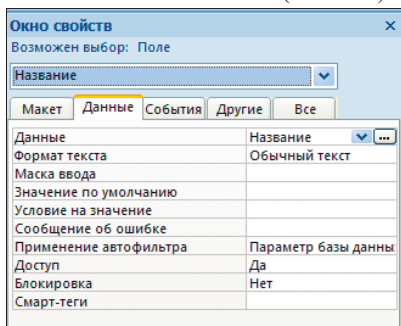 Окно свойств
Возможен выбор: Поле
Название
Макет Данные События Другие Все
Данные Название ...
Формат текста Обычный текст
Маска ввода
Значение по умолчанию
Условие на значение
Сообщение об ошибке
Применение автофильтра Параметр базы данны
Доступ Да
Блокировка Нет
Смарт-теги